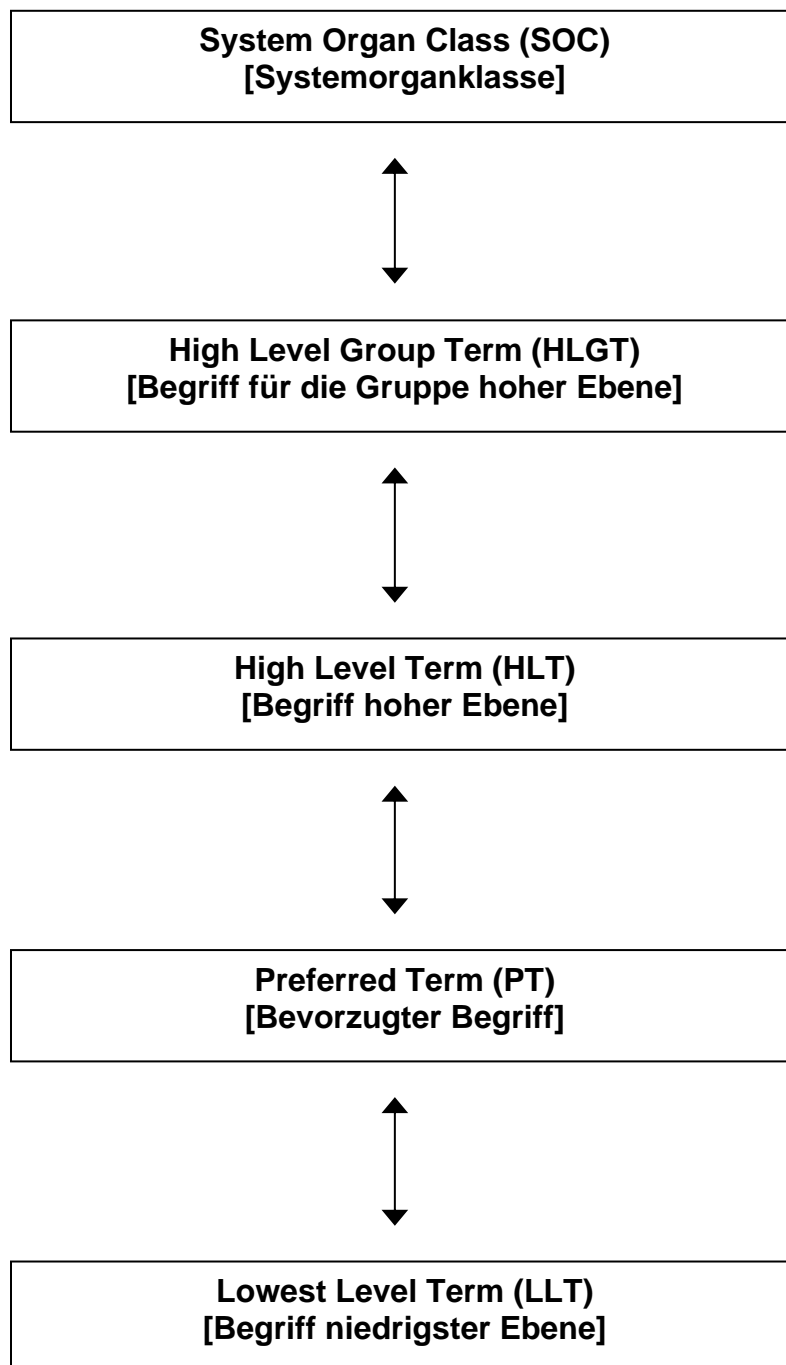 System Organ Class (SOC)
[Systemorganklasse]
High Level Group Term (HLGT)
[Begriff für die Gruppe hoher Ebene]
High Level Term (HLT)
[Begriff hoher Ebene]
Preferred Term (PT)
[Bevorzugter Begriff]
Lowest Level Term (LLT)
[Begriff niedrigster Ebene]